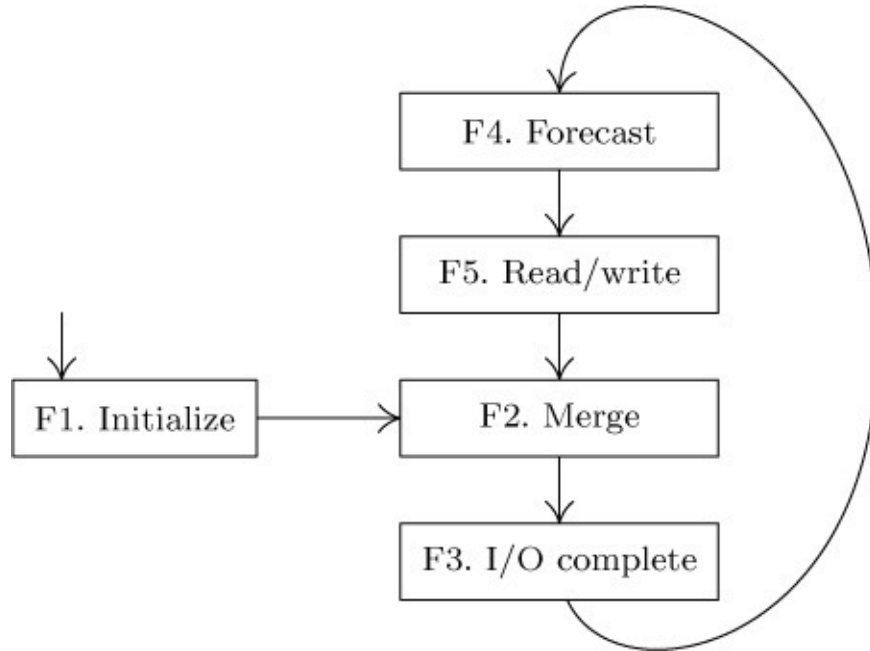 F4. Forecast
F5. Read/write
F1. Initialize
F2. Merge
F3. I/O complete